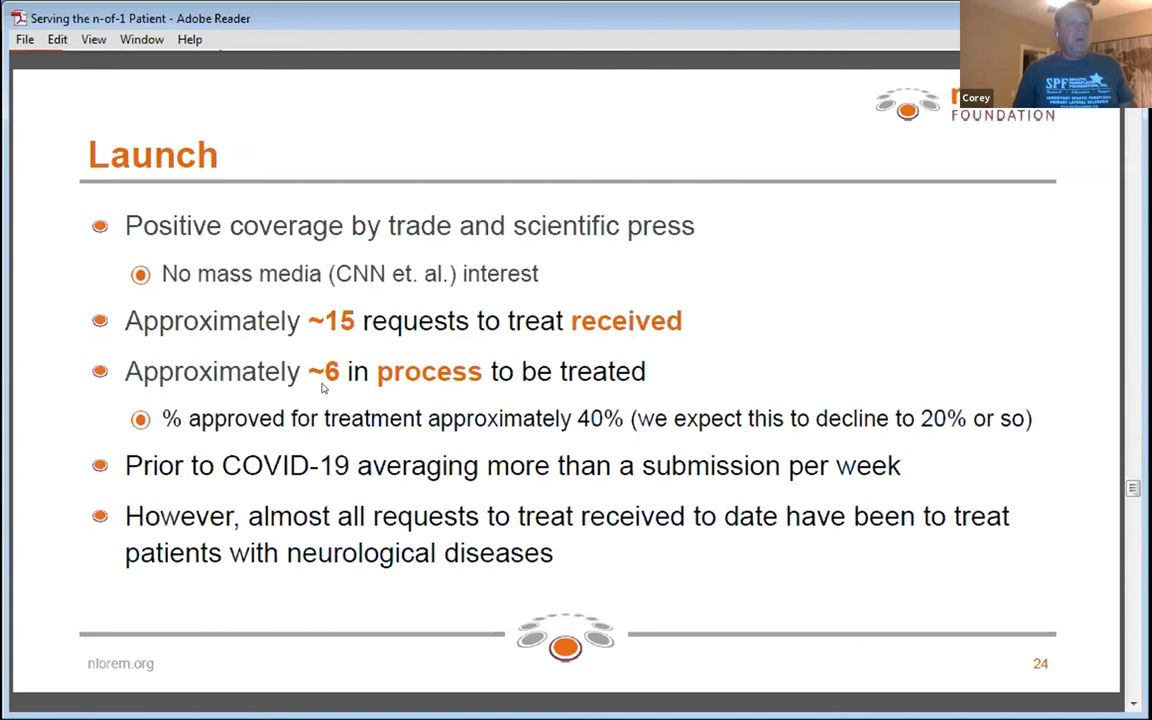 Serving the n-of-1 Patient - Adobe Reader
File Edit View Window Help
Corey
SPF
FOUNDATION
Launch
Positive coverage by trade and scientific press
No mass media (CNN et. al.) interest
Approximately ~15 requests to treat received
Approximately ~6 in process to be treated
% approved for treatment approximately 40% (we expect this to decline to 20% or so)
Prior to COVID-19 averaging more than a submission per week
However, almost all requests to treat received to date have been to treat
patients with neurological diseases
nlorem.org
24